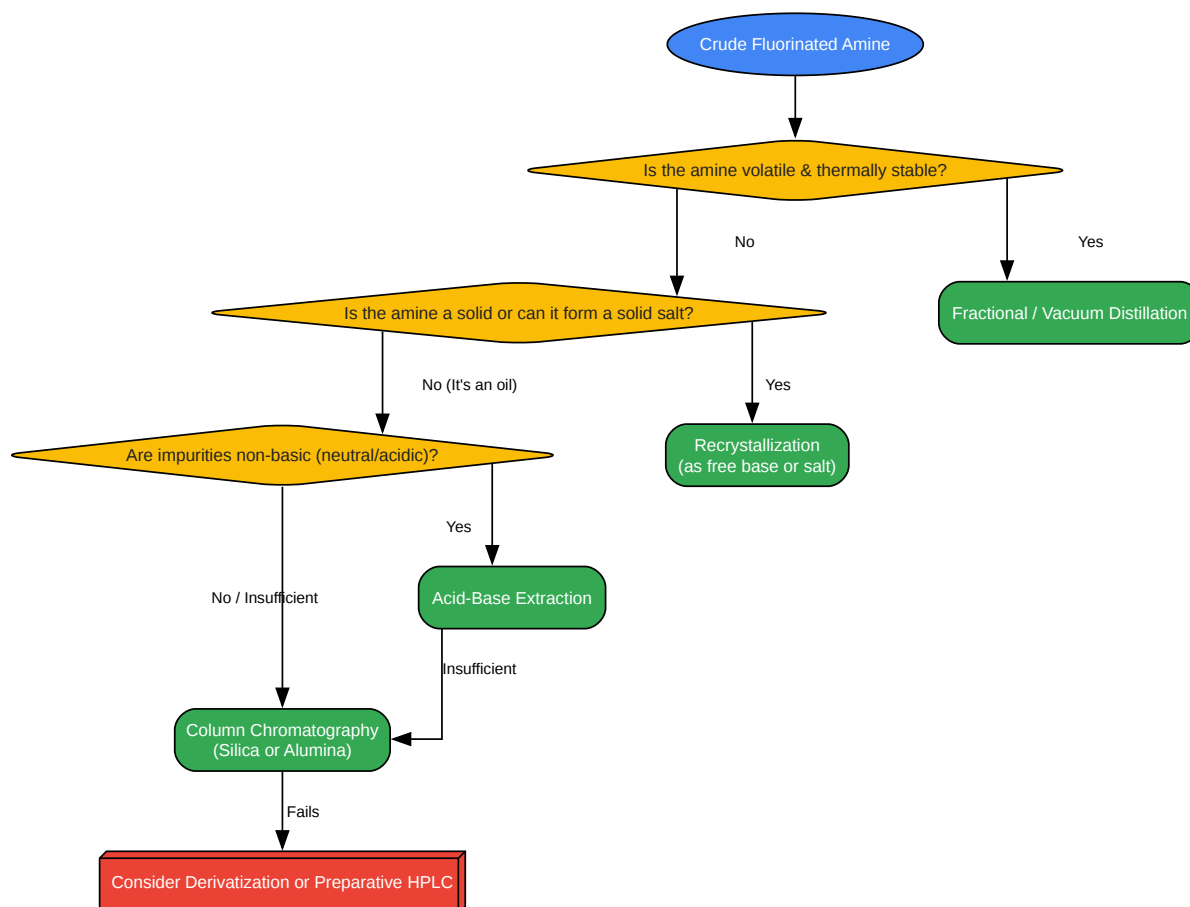 Crude Fluorinated Amine
Is the amine volatile & thermally stable?
No
Yes
Is the amine a solid or can it form a solid salt?
Fractional / Vacuum Distillation
No (It's an oil)
Yes
Are impurities non-basic (neutral/acidic)?
Recrystallization
(as free base or salt)
Yes
No / Insufficient
Acid-Base Extraction
Insufficient
Column Chromatography
(Silica or Alumina)
Fails
Consider Derivatization or Preparative HPLC